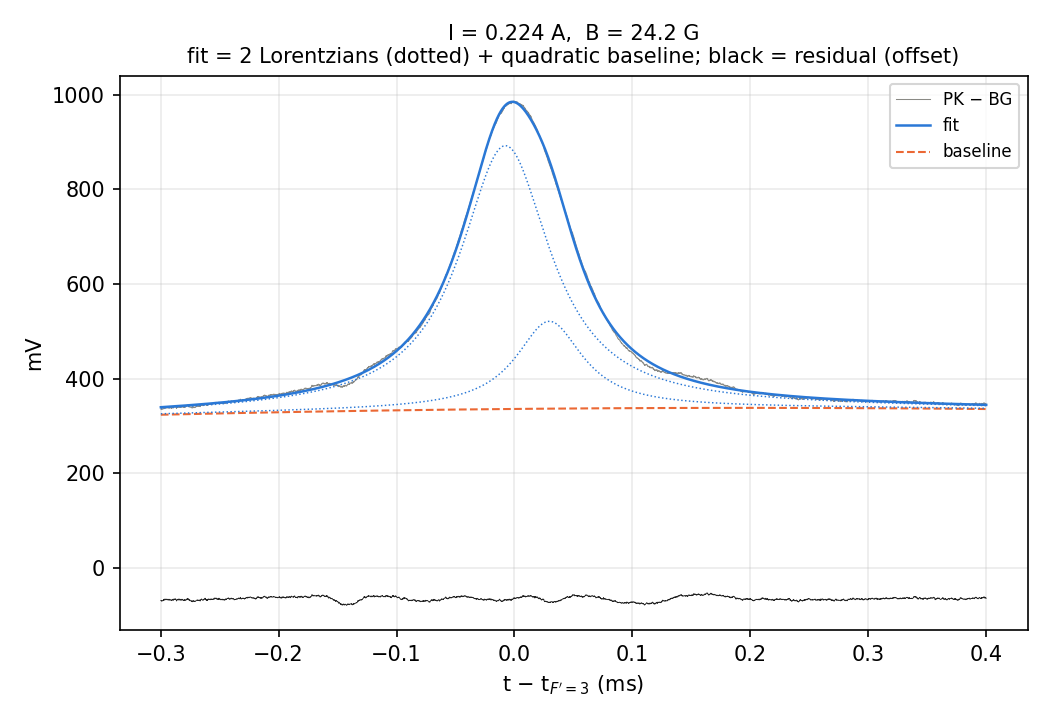 I = 0.224 A,  B = 24.2 G
fit = 2 Lorentzians (dotted) + quadratic baseline; black = residual (offset)
PK − BG
fit
baseline
mV
1000
800
600
400
200
0
−0.3 −0.2 −0.1 0.0 0.1 0.2 0.3 0.4
t − t_{F′=3} (ms)